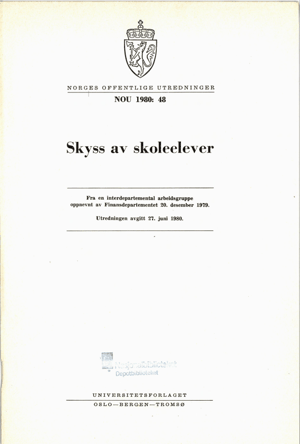 NORGES OFFENTLIGE UTREDNINGER
NOU 1980: 48
Skyss av skoleelever
Fra en interdepartemental arbeidsgruppe
oppnevnt av Finansdepartementet 20. desember 1979.
Utredningen avgitt 27. juni 1980.
UNIVERSITETSFORLAGET
OSLO—BERGEN—TROMSØ